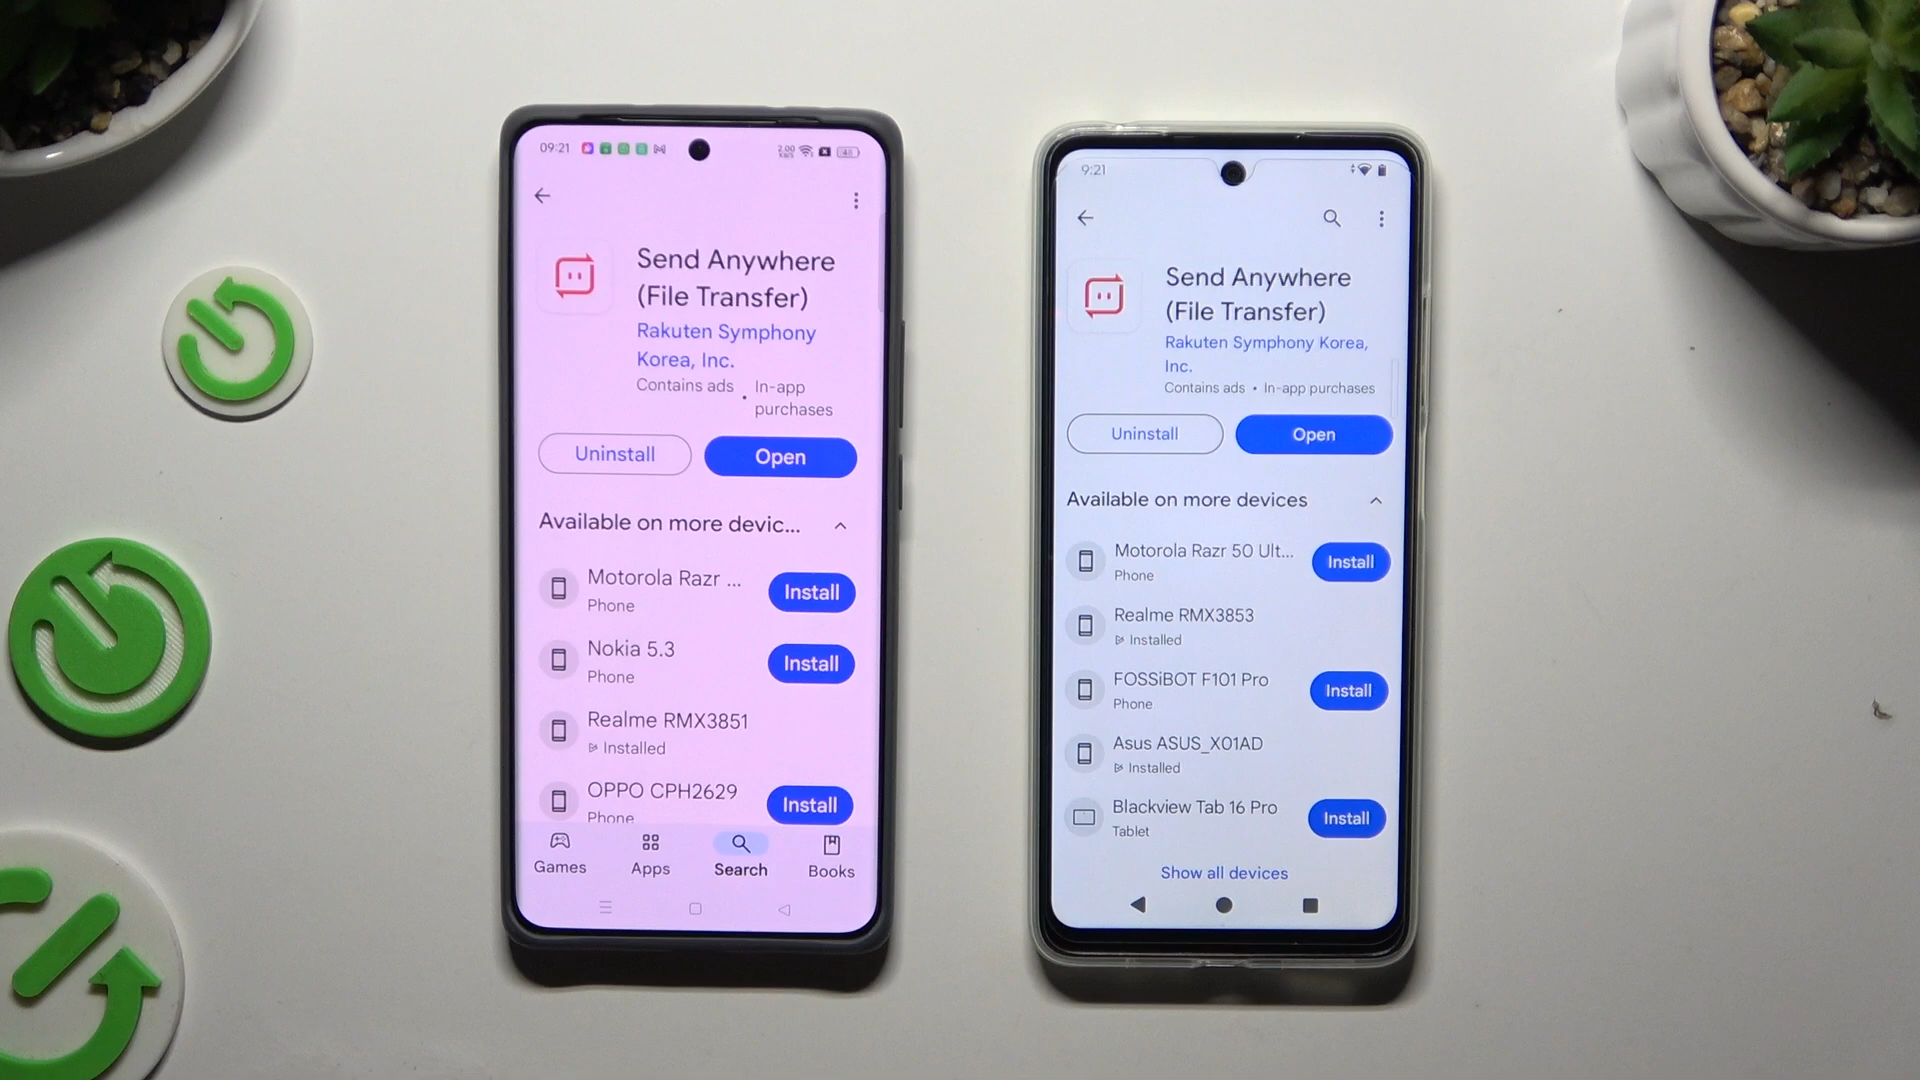 09:21
2.00
KB/S
48
Send Anywhere
(File Transfer)
Rakuten Symphony
Korea, Inc.
Contains ads • In-app
purchases
Uninstall
Open
Available on more devic...
Motorola Razr ...
Phone
Install
Nokia 5.3
Phone
Install
Realme RMX3851
Installed
OPPO CPH2629
Phone
Install
Games
Apps
Search
Books
9:21
Send Anywhere
(File Transfer)
Rakuten Symphony Korea,
Inc.
Contains ads • In-app purchases
Uninstall
Open
Available on more devices
Motorola Razr 50 Ult...
Phone
Install
Realme RMX3853
Installed
FOSSiBOT F101 Pro
Phone
Install
Asus ASUS_X01AD
Installed
Blackview Tab 16 Pro
Tablet
Install
Show all devices